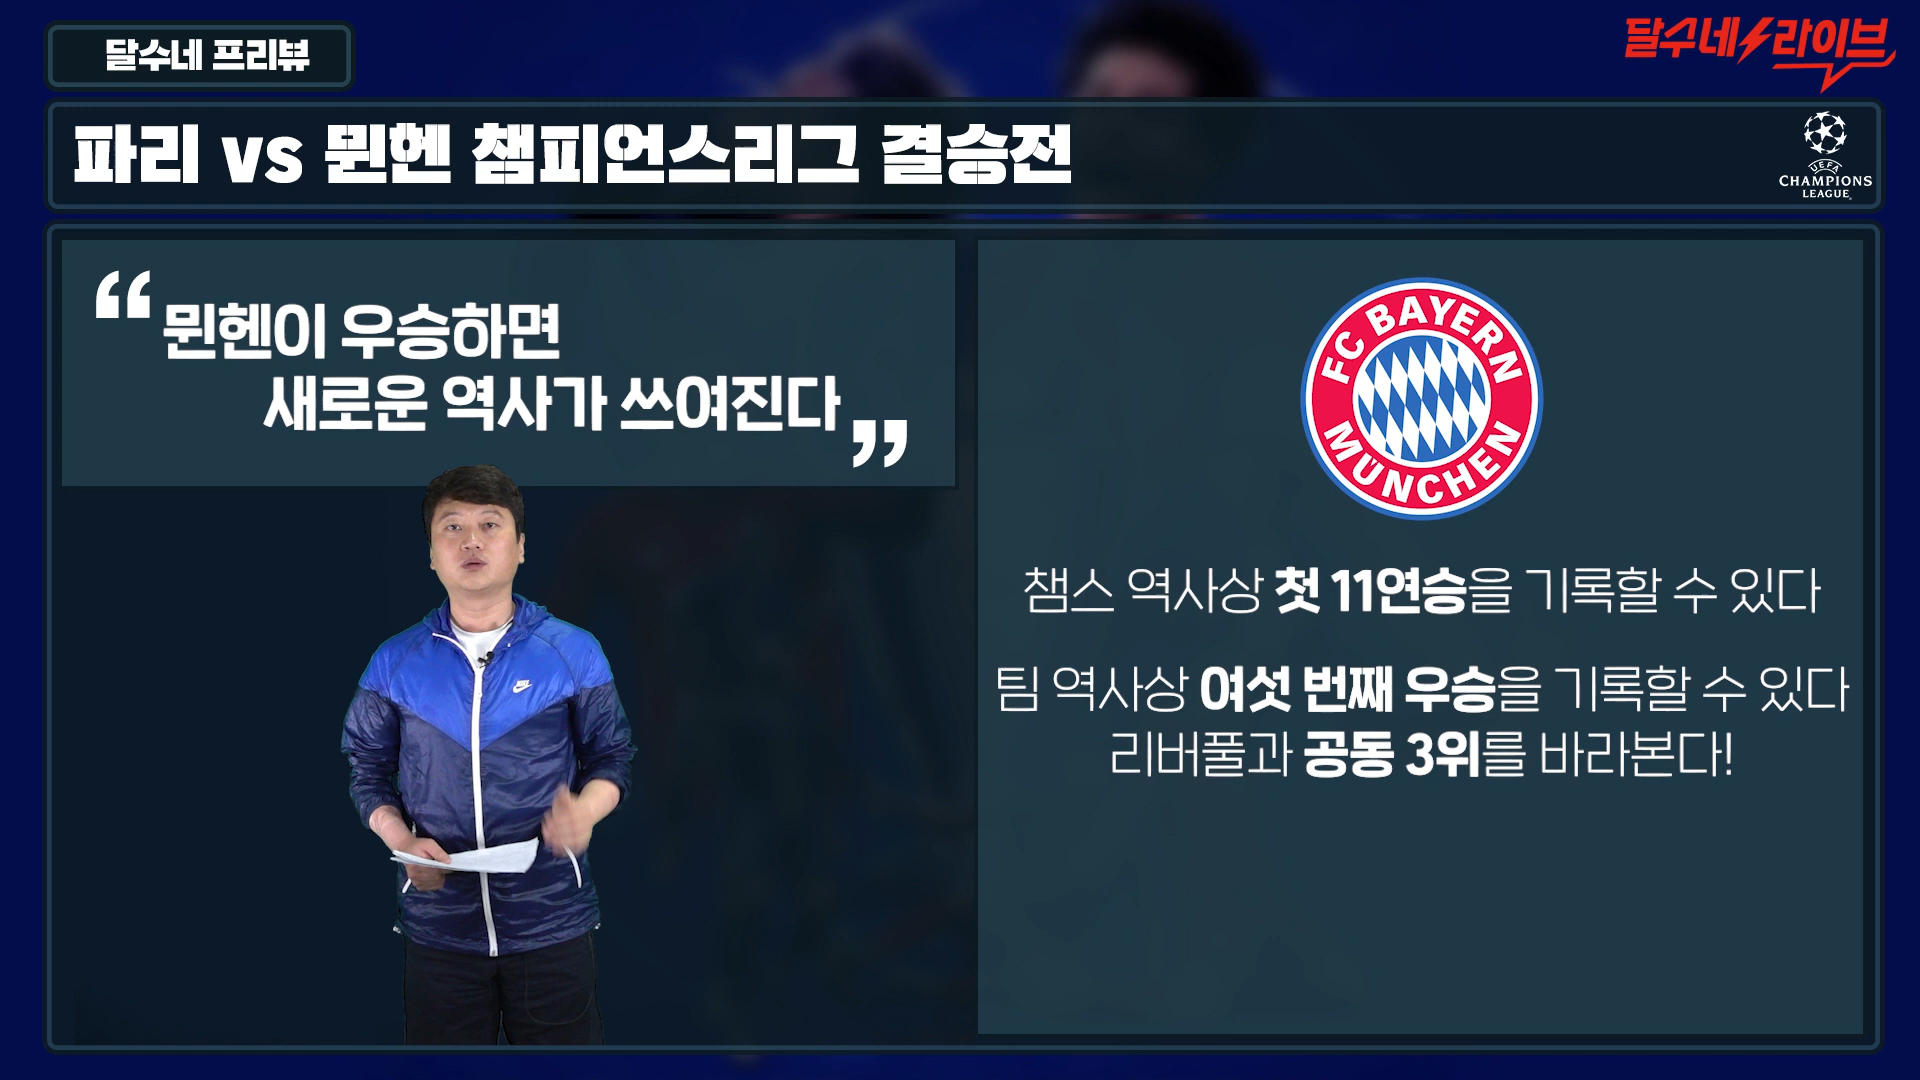 달수네 프리뷰
달수네라이브
파리 vs 뮌헨 챔피언스리그 결승전
UEFA
CHAMPIONS
LEAGUE
“뮌헨이 우승하면
새로운 역사가 쓰여진다”
FC BAYERN
MÜNCHEN
챔스 역사상 첫 11연승을 기록할 수 있다
팀 역사상 여섯 번째 우승을 기록할 수 있다
리버풀과 공동 3위를 바라본다!
NIKE